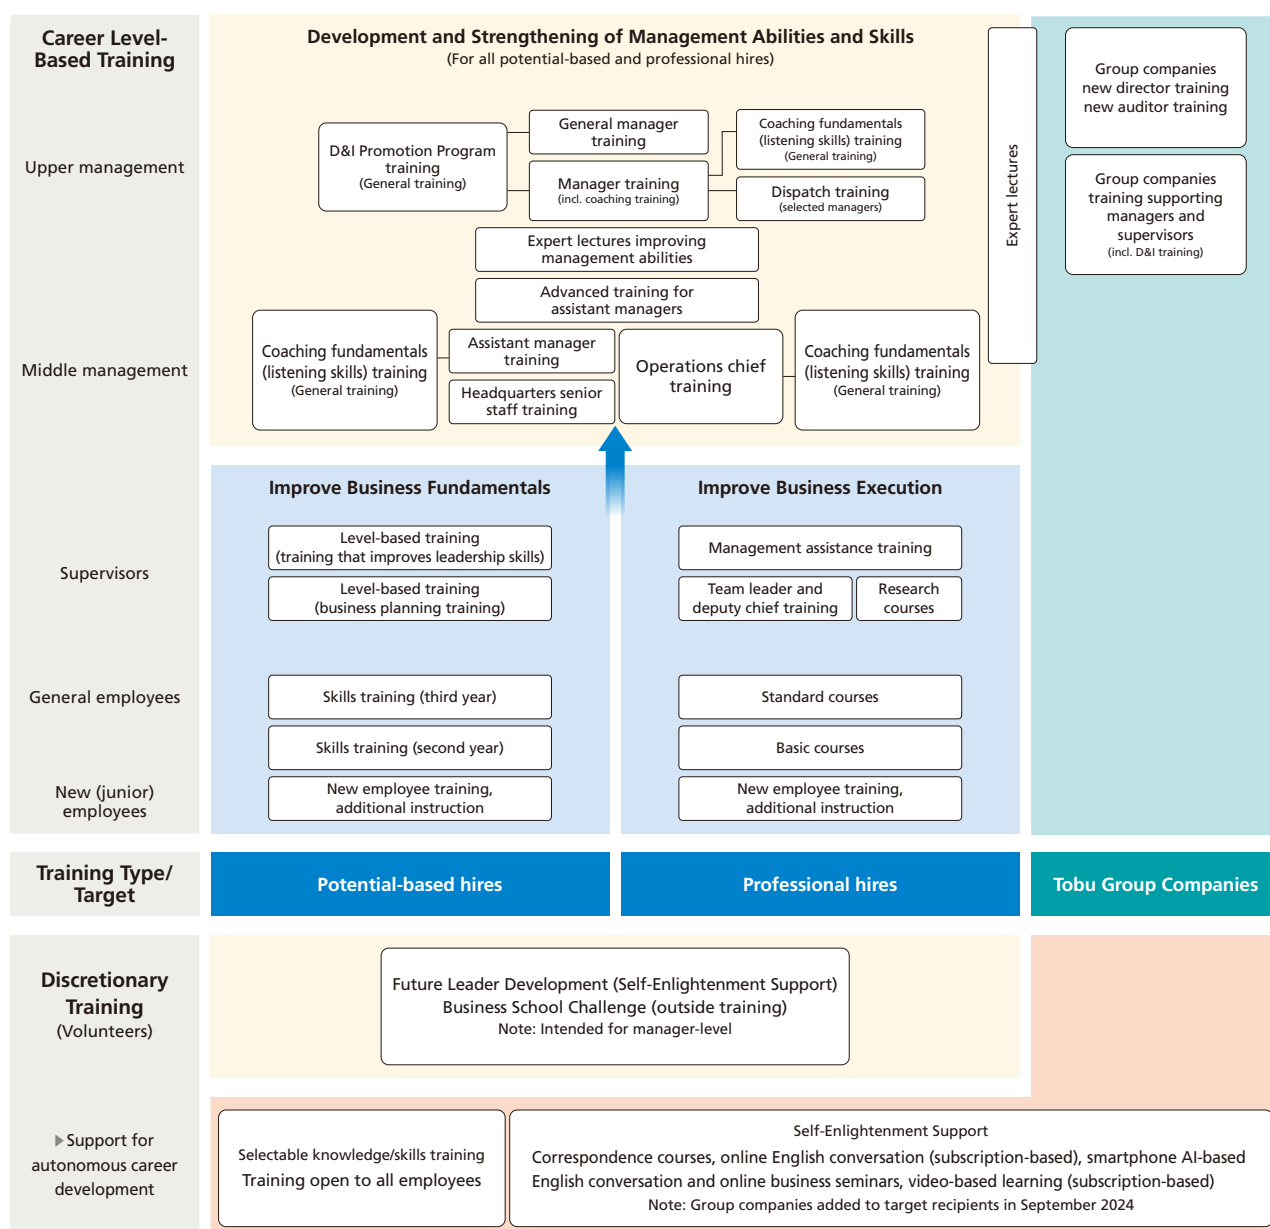 Career Level-
Based Training
Development and Strengthening of Management Abilities and Skills
(For all potential-based and professional hires)
Upper management
D&I Promotion Program
training
(General training)
General manager
training
Manager training
(incl. coaching training)
Coaching fundamentals
(listening skills) training
(General training)
Dispatch training
(selected managers)
Expert lectures improving
management abilities
Advanced training for
assistant managers
Middle management
Coaching fundamentals
(listening skills) training
(General training)
Assistant manager
training
Headquarters senior
staff training
Operations chief
training
Coaching fundamentals
(listening skills) training
(General training)
Expert lectures
Group companies
new director training
new auditor training
Group companies
training supporting
managers and
supervisors
(incl. D&I training)
Improve Business Fundamentals
Improve Business Execution
Supervisors
Level-based training
(training that improves leadership skills)
Level-based training
(business planning training)
Management assistance training
Team leader and
deputy chief training
Research
courses
General employees
Skills training (third year)
Standard courses
Skills training (second year)
Basic courses
New (junior)
employees
New employee training,
additional instruction
New employee training,
additional instruction
Training Type/
Target
Potential-based hires
Professional hires
Tobu Group Companies
Discretionary
Training
(Volunteers)
Future Leader Development (Self-Enlightenment Support)
Business School Challenge (outside training)
Note: Intended for manager-level
▶Support for
autonomous career
development
Selectable knowledge/skills training
Training open to all employees
Self-Enlightenment Support
Correspondence courses, online English conversation (subscription-based), smartphone AI-based
English conversation and online business seminars, video-based learning (subscription-based)
Note: Group companies added to target recipients in September 2024